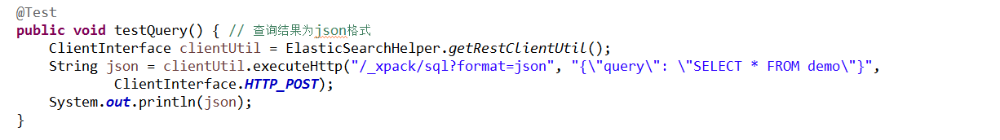 @Test
public void testQuery() { // 查询结果为json格式
ClientInterface clientUtil = ElasticSearchHelper.getRestClientUtil();
String json = clientUtil.executeHttp("/_xpack/sql?format=json", "{\"query\": \"SELECT * FROM demo\"}",
ClientInterface.HTTP_POST);
System.out.println(json);
}